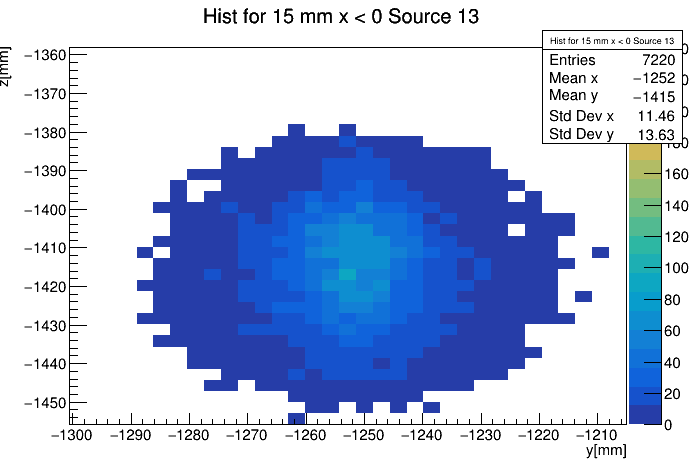 Hist for 15 mm x < 0 Source 13
Hist for 15 mm x < 0 Source 13
Entries 7220
Mean x −1252
Mean y −1415
Std Dev x 11.46
Std Dev y 13.63
z[mm]
−1360
−1370
−1380
−1390
−1400
−1410
−1420
−1430
−1440
−1450
−1300 −1290 −1280 −1270 −1260 −1250 −1240 −1230 −1220 −1210
y[mm]
180
160
140
120
100
80
60
40
20
0